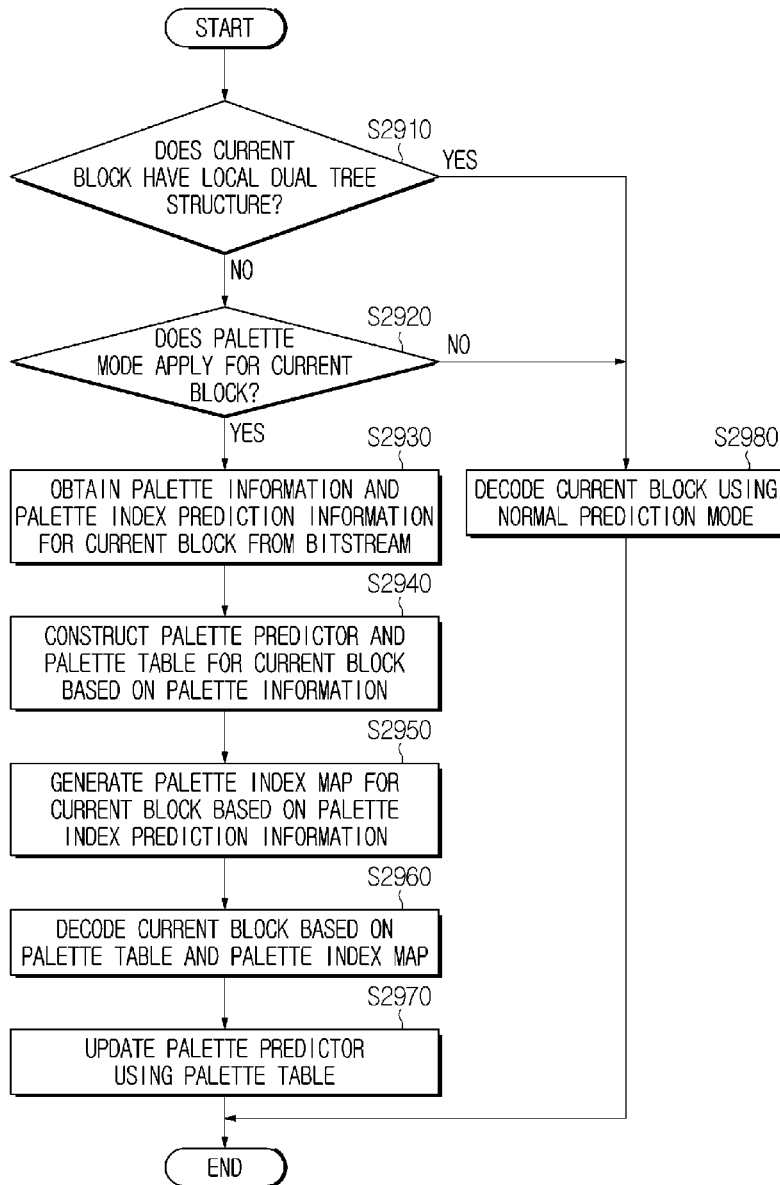 START
S2910
DOES CURRENT
BLOCK HAVE LOCAL DUAL TREE
STRUCTURE?
YES
NO
S2920
DOES PALETTE
MODE APPLY FOR CURRENT
BLOCK?
NO
YES
S2930
OBTAIN PALETTE INFORMATION AND
PALETTE INDEX PREDICTION INFORMATION
FOR CURRENT BLOCK FROM BITSTREAM
S2980
DECODE CURRENT BLOCK USING
NORMAL PREDICTION MODE
S2940
CONSTRUCT PALETTE PREDICTOR AND
PALETTE TABLE FOR CURRENT BLOCK
BASED ON PALETTE INFORMATION
S2950
GENERATE PALETTE INDEX MAP FOR
CURRENT BLOCK BASED ON PALETTE
INDEX PREDICTION INFORMATION
S2960
DECODE CURRENT BLOCK BASED ON
PALETTE TABLE AND PALETTE INDEX MAP
S2970
UPDATE PALETTE PREDICTOR
USING PALETTE TABLE
END